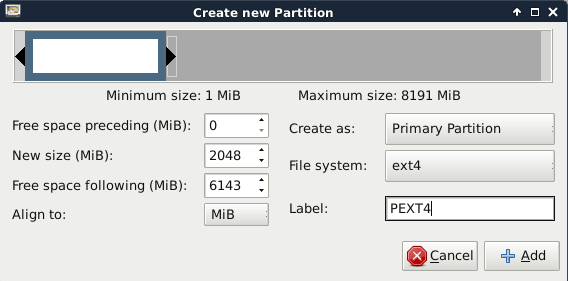 Create new Partition
Minimum size: 1 MiB Maximum size: 8191 MiB
Free space preceding (MiB): 0
Create as: Primary Partition
New size (MiB): 2048
File system: ext4
Free space following (MiB): 6143
Label: PEXT4
Align to: MiB
Cancel Add